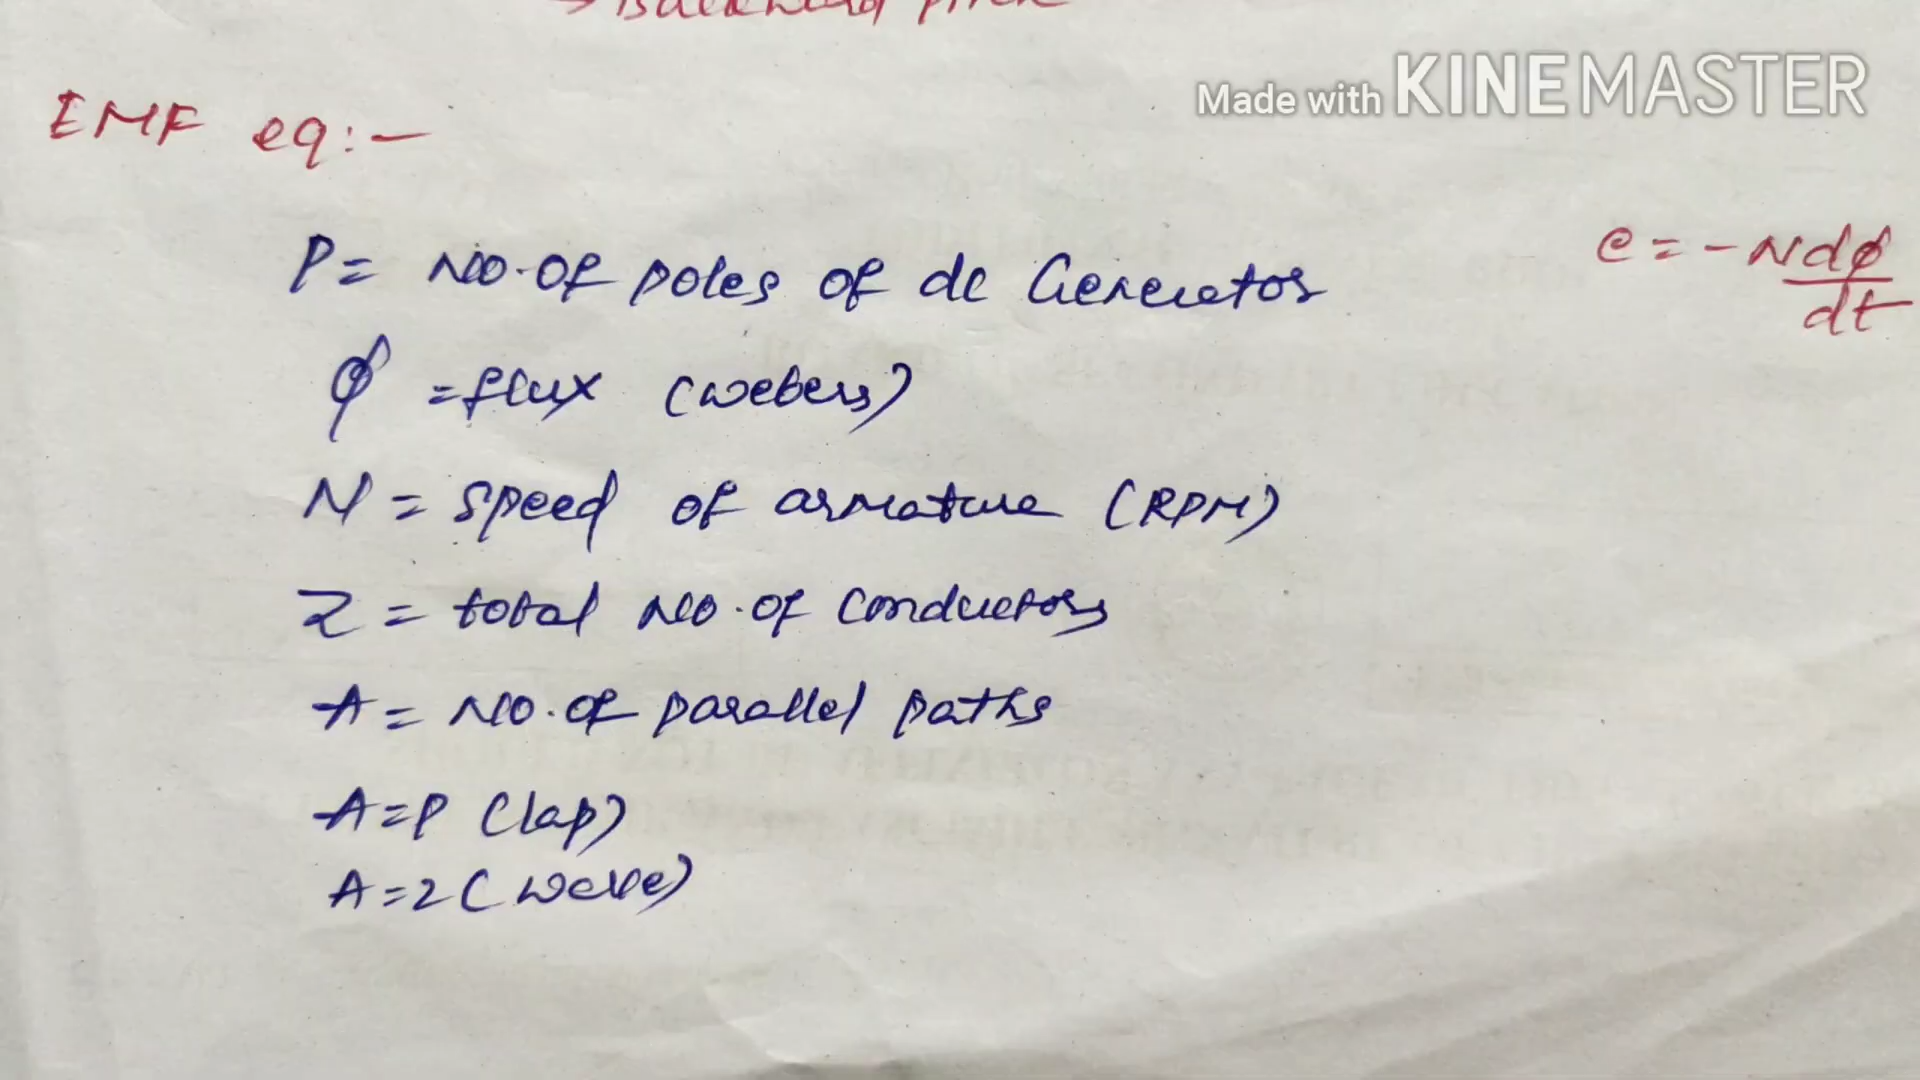 Made with KINEMASTER
EMF eq:-
e = -N dφ/dt
P = No. of poles of dc Generator
φ = flux (webers)
N = speed of armature (RPM)
Z = total No. of conductors
A = No. of parallel paths
A = P (lap)
A = 2 (wave)